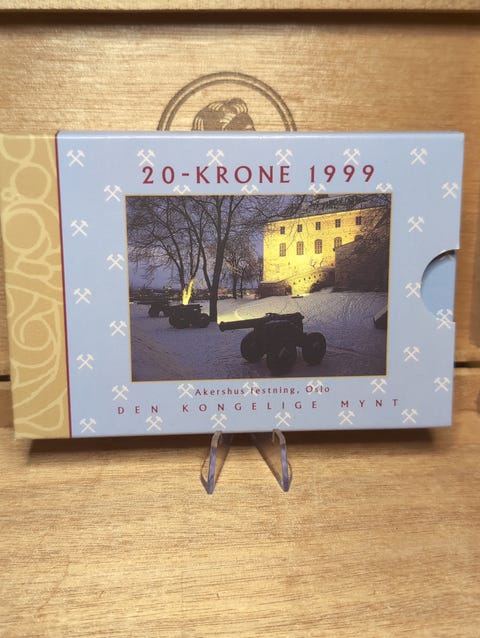 20-KRONE 1999
Akershus festning, Oslo
DEN KONGELIGE MYNT